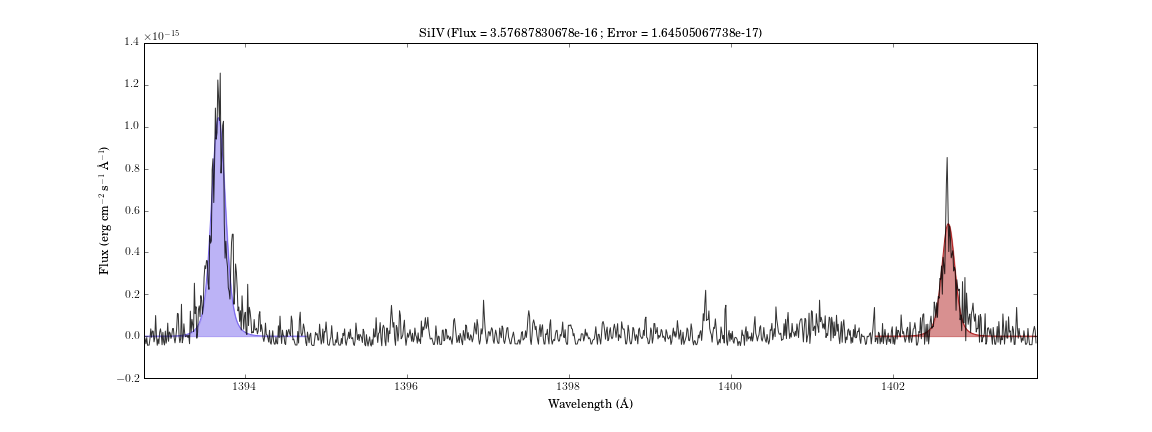 SiIV (Flux = 3.57687830678e-16 ; Error = 1.64505067738e-17)
×10⁻¹⁵
1.4
1.2
1.0
0.8
0.6
0.4
0.2
0.0
−0.2
Flux (erg cm⁻² s⁻¹ Å⁻¹)
1394 1396 1398 1400 1402
Wavelength (Å)